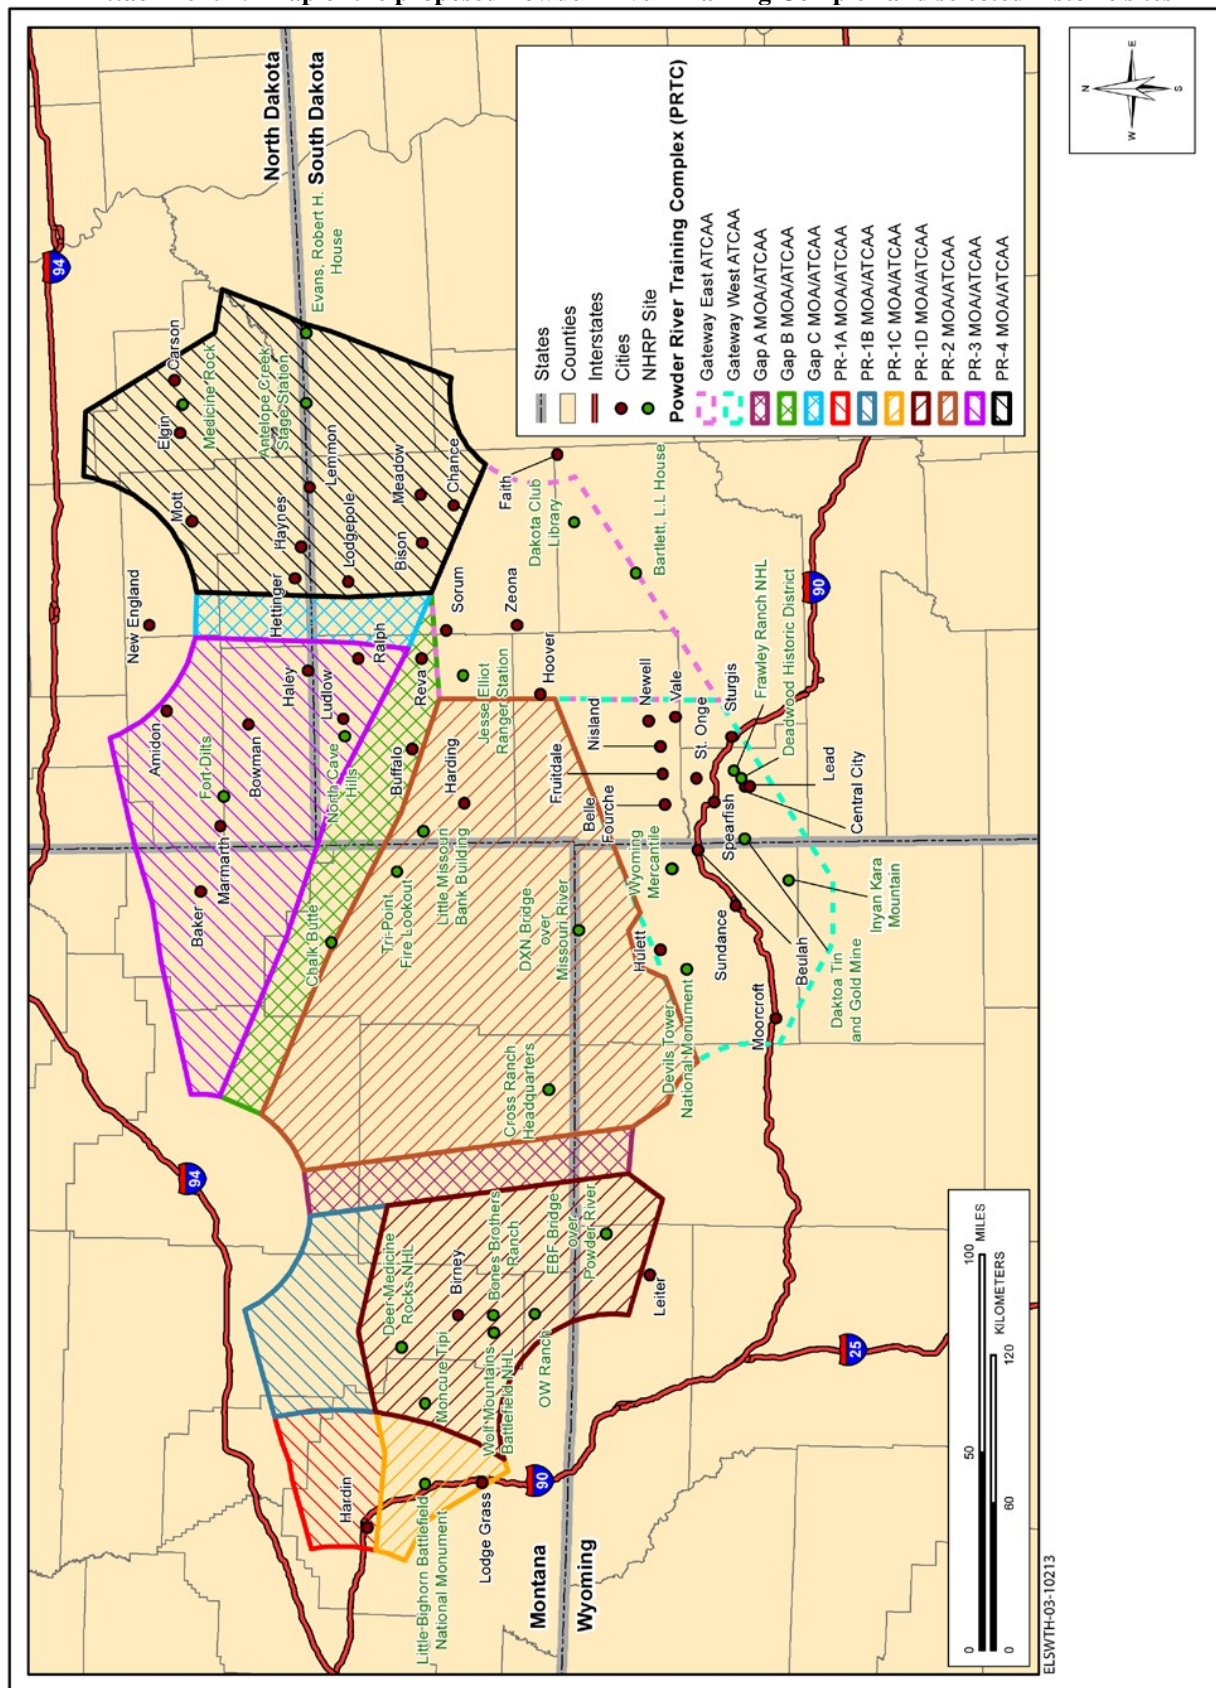 94
94
90
90
25
North Dakota
South Dakota
Montana
Wyoming
Evans, Robert H.
House
Carson
Medicine Rock
Elgin
Antelope Creek
Stage Station
Mott
Lemmon
Haynes
Lodgepole
Meadow
Chance
Bison
Hettinger
New England
Faith
Dakota Club
Library
Bartlett, L.L House
Sorum
Zeona
Ralph
Haley
Ludlow
Reva
Jesse Elliot
Ranger Station
Hoover
Amidon
Bowman
Fort Dilts
North Cave
Hills
Buffalo
Harding
Marmarth
Baker
Chalk Butte
Tri-Point
Fire Lookout
Little Missouri
Bank Building
DXN Bridge
over
Missouri River
Newell
Vale
Nisland
Fruitdale
St. Onge
Sturgis
Belle
Fourche
Frawley Ranch NHL
Deadwood Historic District
Lead
Central City
Spearfish
Wyoming
Mercantile
Hulett
Sundance
Beulah
Inyan Kara
Mountain
Daktoa Tin
and Gold Mine
Moorcroft
Devils Tower
National Monument
Cross Ranch
Headquarters
Deer Medicine
Rocks NHL
Birney
Bones Brothers
Ranch
EBF Bridge
over
Powder River
Leiter
Moncure Tipi
Wolf Mountains
Battlefield NHL
OW Ranch
Hardin
Little Bighorn Battlefield
National Monument
Lodge Grass
States
Counties
Interstates
Cities
NHRP Site
Powder River Training Complex (PRTC)
Gateway East ATCAA
Gateway West ATCAA
Gap A MOA/ATCAA
Gap B MOA/ATCAA
Gap C MOA/ATCAA
PR-1A MOA/ATCAA
PR-1B MOA/ATCAA
PR-1C MOA/ATCAA
PR-1D MOA/ATCAA
PR-2 MOA/ATCAA
PR-3 MOA/ATCAA
PR-4 MOA/ATCAA
N
W
E
S
0 50 100
MILES
KILOMETERS
0 60 120
ELSWTH-03-10213